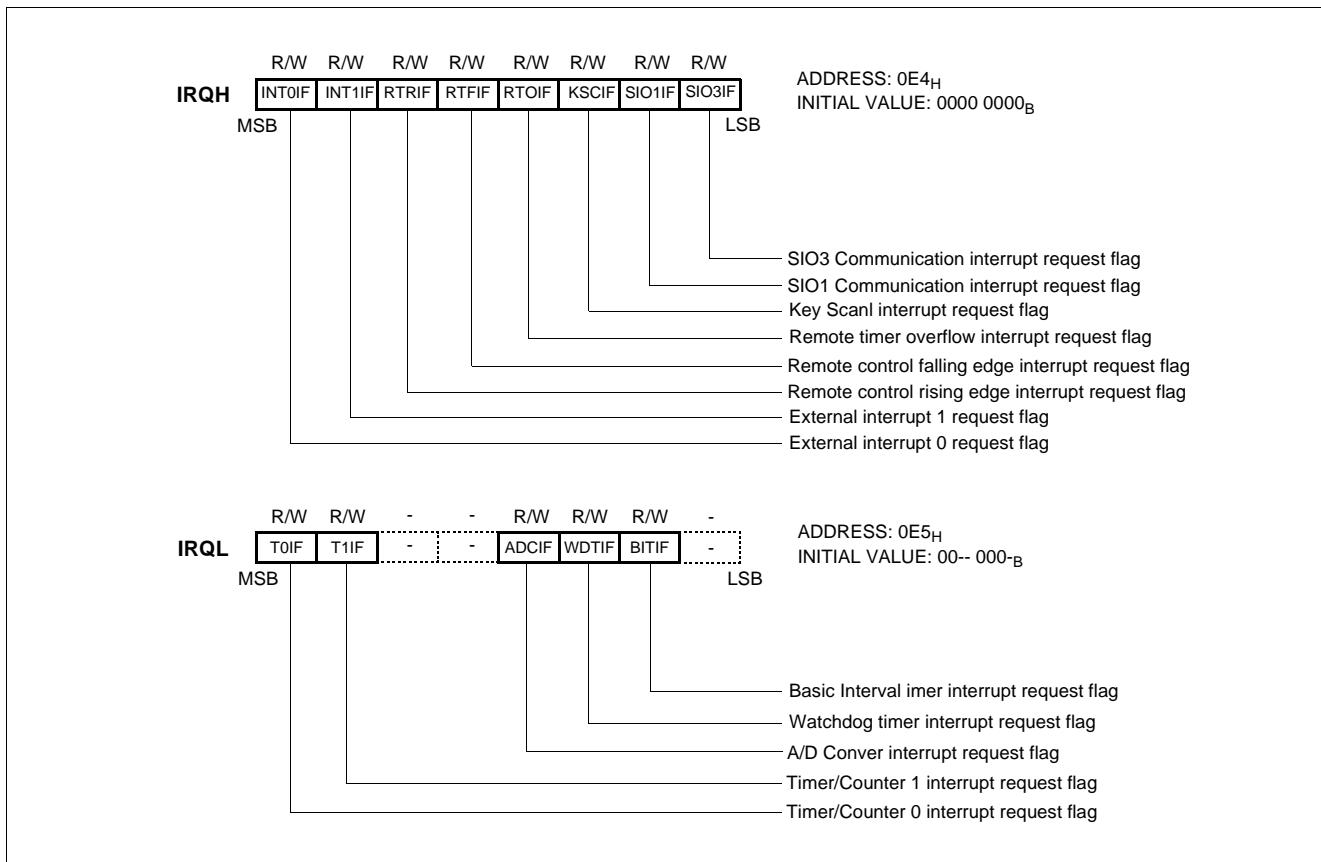 R/W R/W R/W R/W R/W R/W R/W R/W
IRQH INT0IF INT1IF RTRIF RTFIF RTOIF KSCIF SIO1IF SIO3IF
MSB LSB
ADDRESS: 0E4H
INITIAL VALUE: 0000 0000B
SIO3 Communication interrupt request flag
SIO1 Communication interrupt request flag
Key Scanl interrupt request flag
Remote timer overflow interrupt request flag
Remote control falling edge interrupt request flag
Remote control rising edge interrupt request flag
External interrupt 1 request flag
External interrupt 0 request flag
R/W R/W - - R/W R/W R/W -
IRQL T0IF T1IF - - ADCIF WDTIF BITIF -
MSB LSB
ADDRESS: 0E5H
INITIAL VALUE: 00-- 000-B
Basic Interval imer interrupt request flag
Watchdog timer interrupt request flag
A/D Conver interrupt request flag
Timer/Counter 1 interrupt request flag
Timer/Counter 0 interrupt request flag